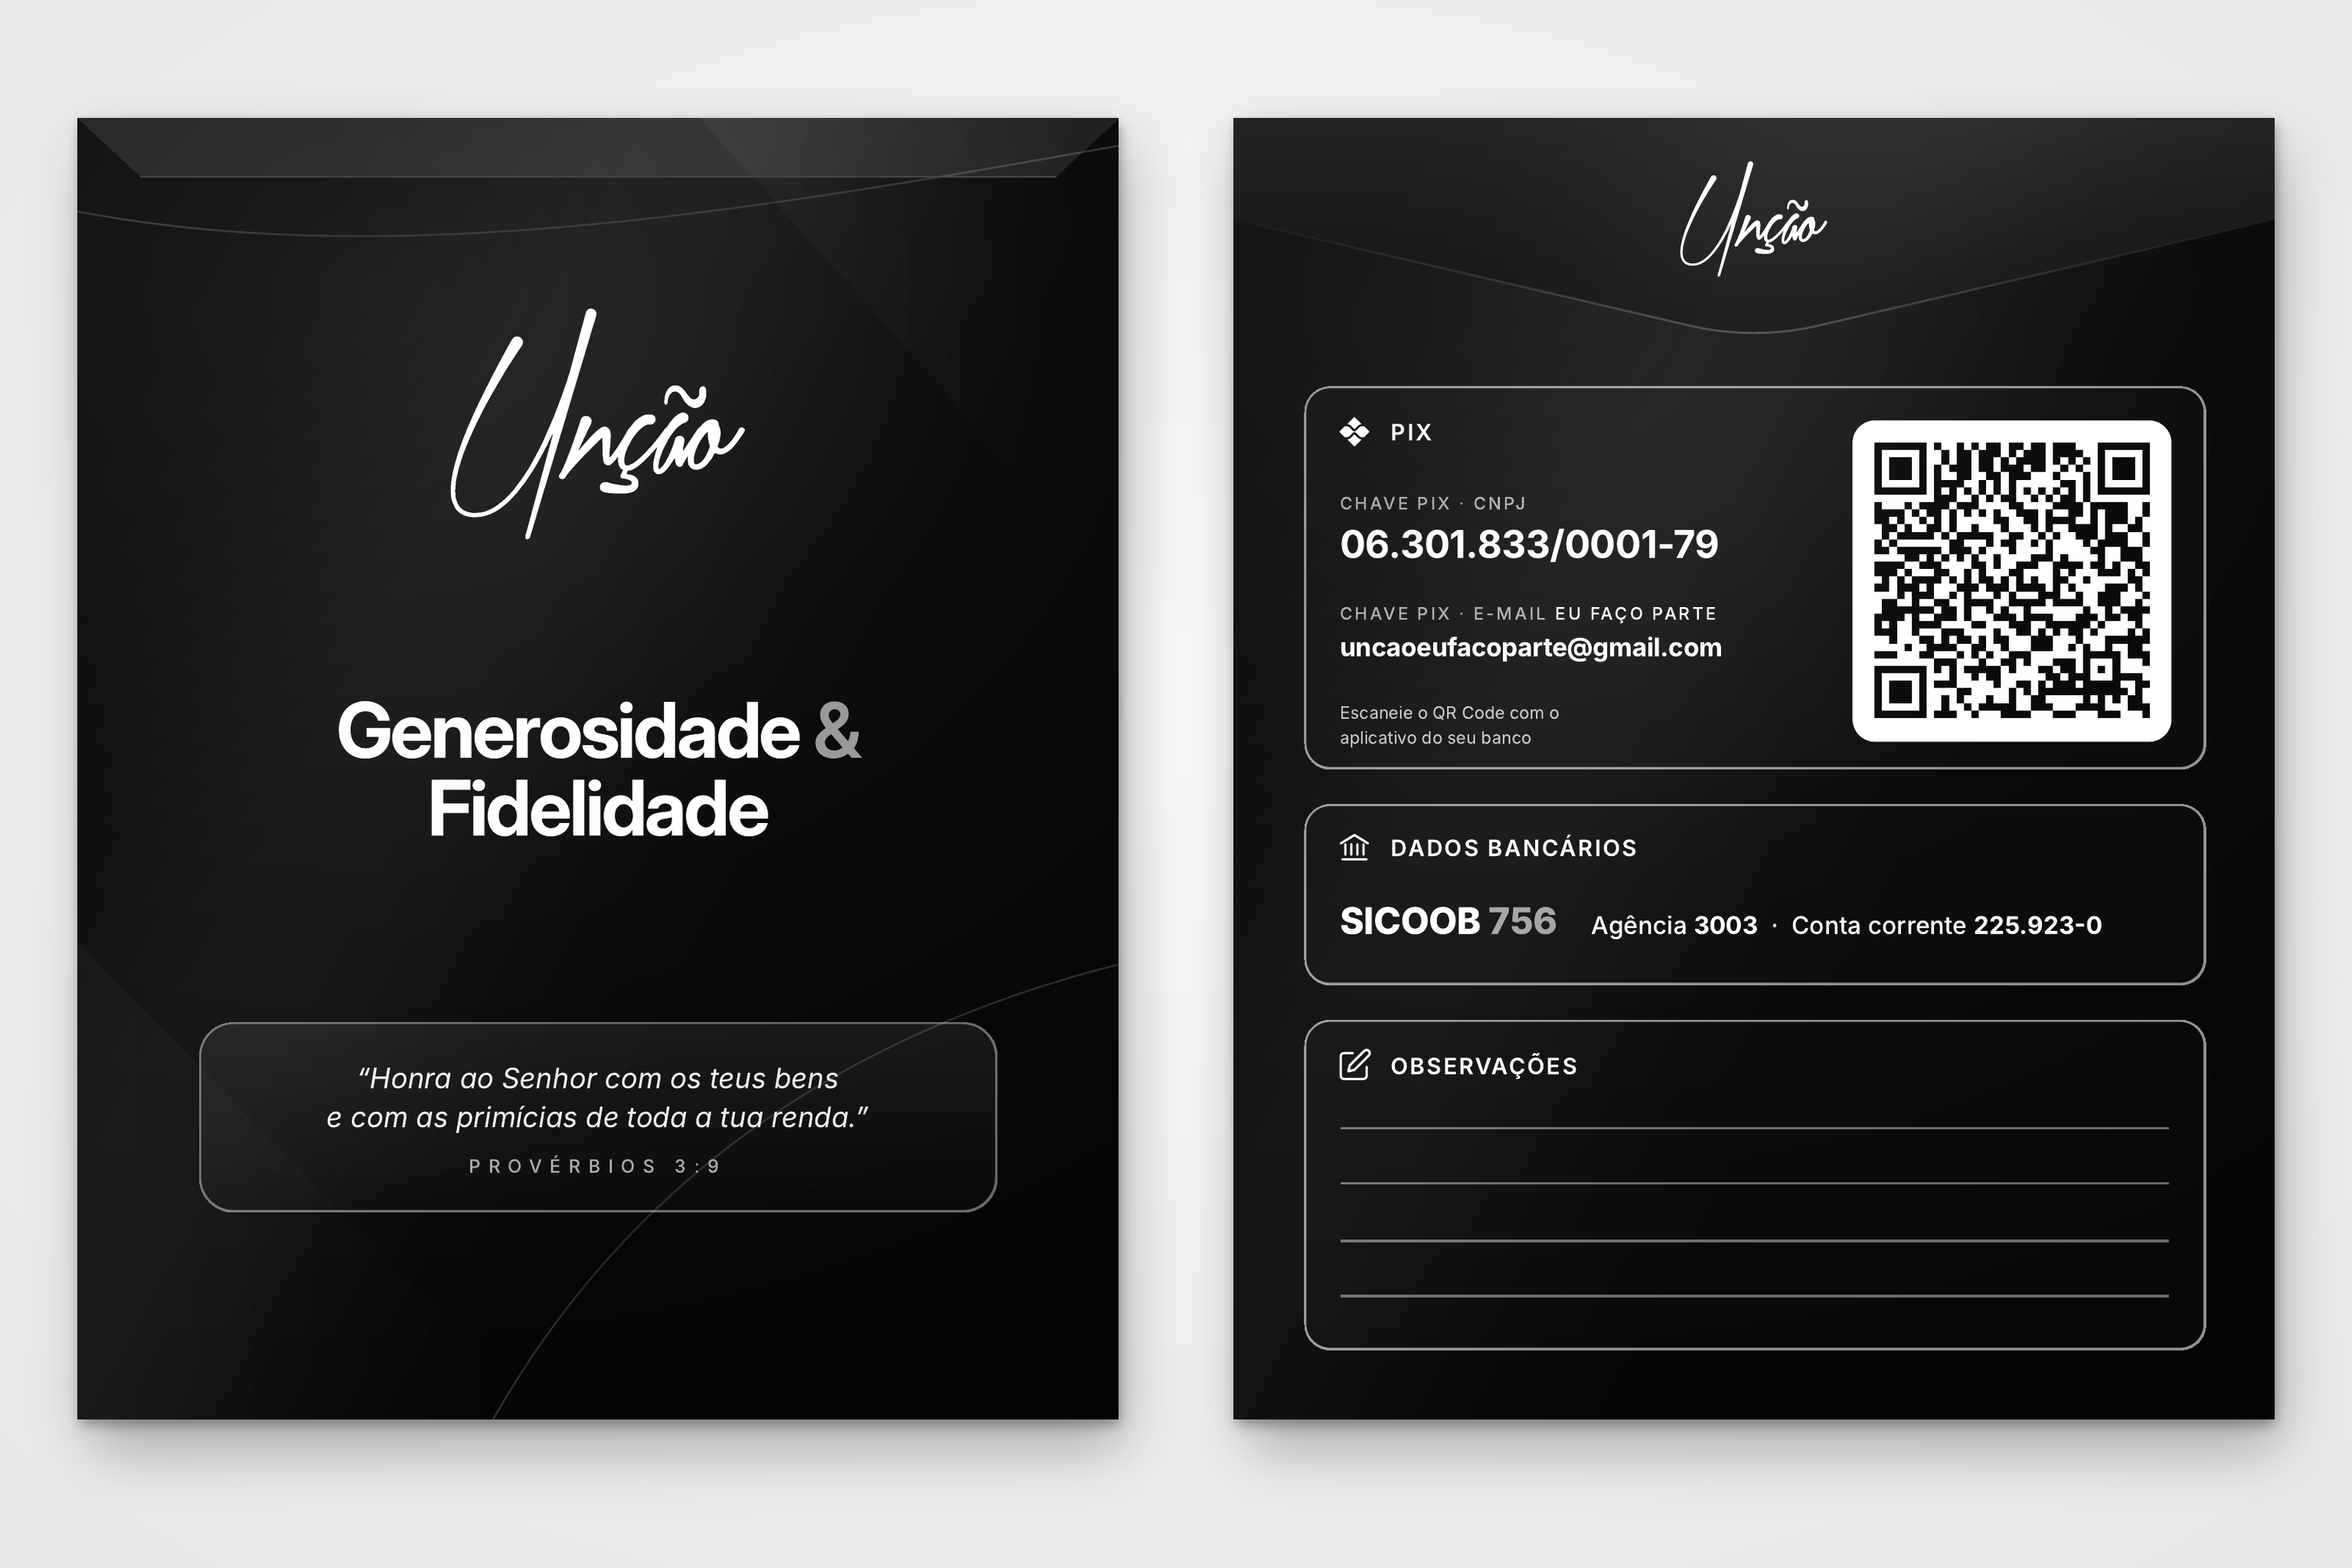 Unção
Generosidade &
Fidelidade
“Honra ao Senhor com os teus bens
e com as primícias de toda a tua renda.”
PROVÉRBIOS 3:9
Unção
PIX
CHAVE PIX · CNPJ
06.301.833/0001-79
CHAVE PIX · E-MAIL EU FAÇO PARTE
uncaoeufacoparte@gmail.com
Escaneie o QR Code com o
aplicativo do seu banco
DADOS BANCÁRIOS
SICOOB 756 Agência 3003 · Conta corrente 225.923-0
OBSERVAÇÕES